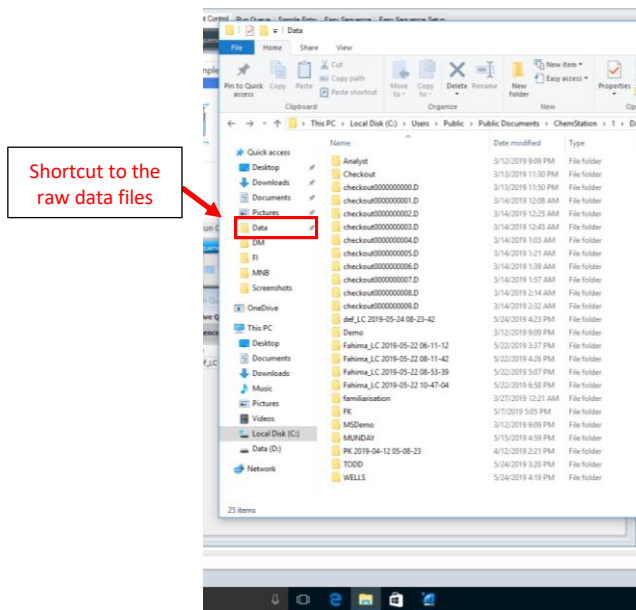 t Control Run Queue Sample Entry Easy Sequence Easy Sequence Setup
Data
File Home Share View
Pin to Quick access
Copy
Paste
Cut
Copy path
Paste shortcut
Clipboard
Move to
Copy to
Delete
Rename
Organize
New folder
New item
Easy access
New
Properties
Op
This PC > Local Disk (C:) > Users > Public > Public Documents > ChemStation > 1 > Da
Name Date modified Type
Quick access
Desktop
Downloads
Documents
Pictures
Data
DM
FI
MNB
Screenshots
OneDrive
This PC
Desktop
Documents
Downloads
Music
Pictures
Videos
Local Disk (C:)
Data (D:)
Network
Shortcut to the
raw data files
Analyst 3/12/2019 9:09 PM File folder
Checkout 3/13/2019 11:30 PM File folder
checkout0000000000.D 3/13/2019 11:50 PM File folder
checkout0000000001.D 3/14/2019 12:08 AM File folder
checkout0000000002.D 3/14/2019 12:25 AM File folder
checkout0000000003.D 3/14/2019 12:45 AM File folder
checkout0000000004.D 3/14/2019 1:03 AM File folder
checkout0000000005.D 3/14/2019 1:21 AM File folder
checkout0000000006.D 3/14/2019 1:39 AM File folder
checkout0000000007.D 3/14/2019 1:57 AM File folder
checkout0000000008.D 3/14/2019 2:14 AM File folder
checkout0000000009.D 3/14/2019 2:32 AM File folder
def_LC 2019-05-24 08-23-42 5/24/2019 4:23 PM File folder
Demo 3/12/2019 9:09 PM File folder
Fahima_LC 2019-05-22 06-11-12 5/22/2019 3:37 PM File folder
Fahima_LC 2019-05-22 08-11-42 5/22/2019 4:26 PM File folder
Fahima_LC 2019-05-22 08-53-39 5/22/2019 5:07 PM File folder
Fahima_LC 2019-05-22 10-47-04 5/22/2019 6:58 PM File folder
familiarisation 3/27/2019 12:21 AM File folder
FK 5/7/2019 5:05 PM File folder
MSDemo 3/12/2019 9:09 PM File folder
MUNDAY 5/15/2019 4:59 PM File folder
PK 2019-04-12 05-08-23 4/12/2019 2:21 PM File folder
TODD 5/24/2019 3:20 PM File folder
WELLS 5/24/2019 4:19 PM File folder
25 items